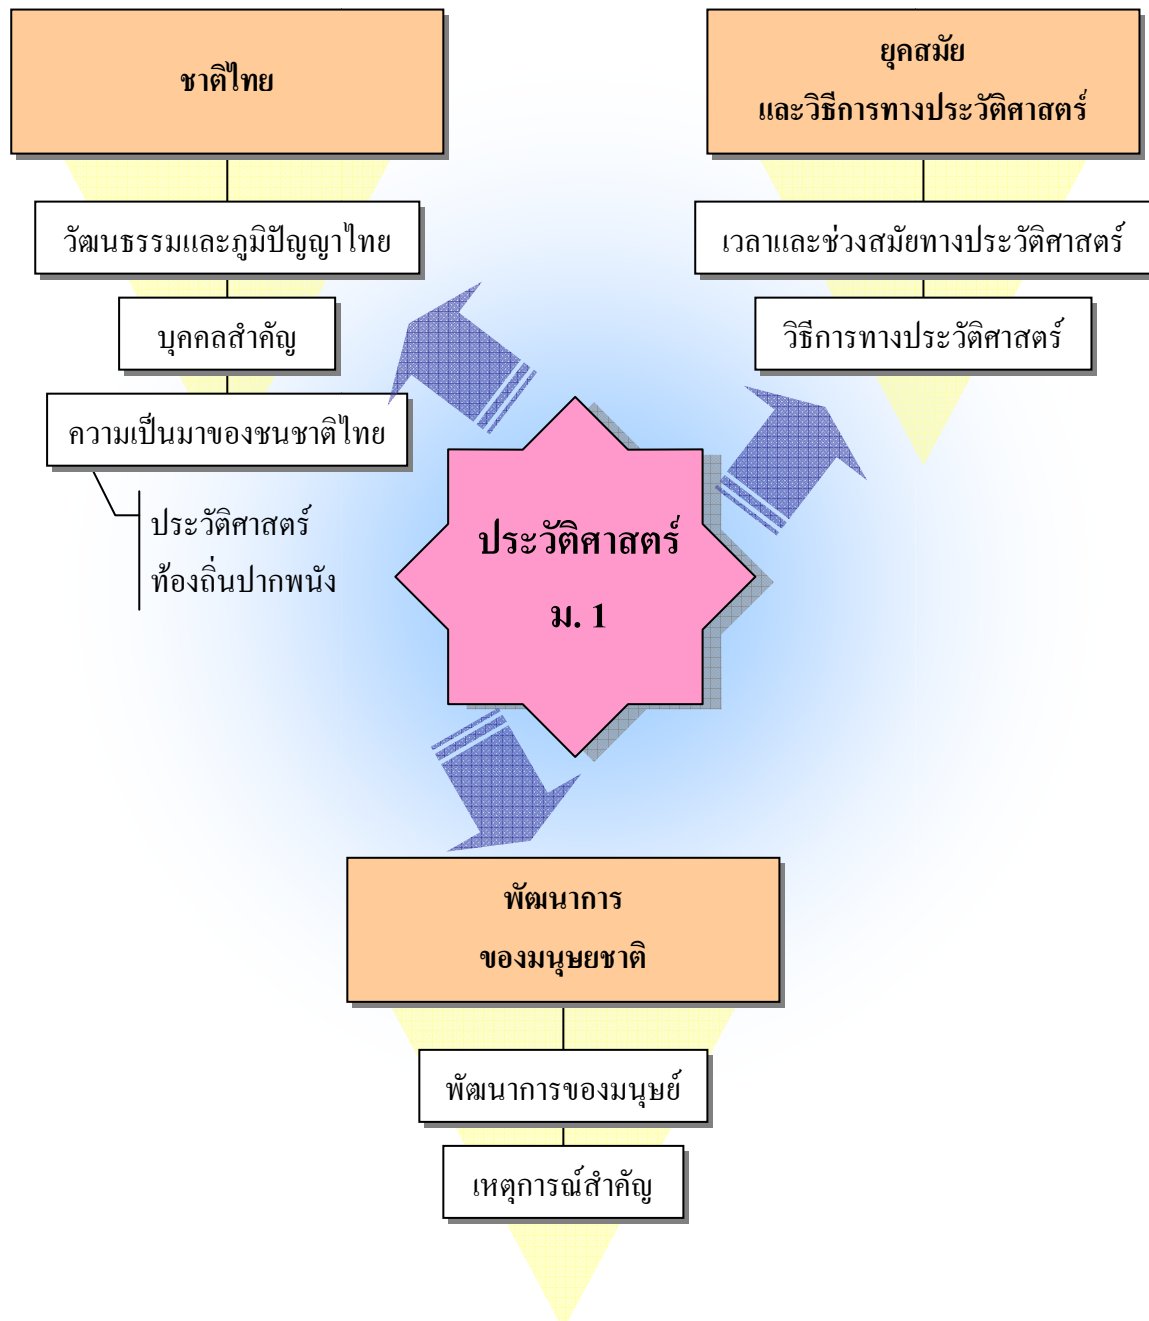 ชาติไทย
วัฒนธรรมและภูมิปัญญาไทย
บุคคลสำคัญ
ความเป็นมาของชนชาติไทย
ประวัติศาสตร์
ท้องถิ่นปากพนัง
ยุคสมัย
และวิธีการทางประวัติศาสตร์
เวลาและช่วงสมัยทางประวัติศาสตร์
วิธีการทางประวัติศาสตร์
ประวัติศาสตร์
ม. 1
พัฒนาการ
ของมนุษยชาติ
พัฒนาการของมนุษย์
เหตุการณ์สำคัญ